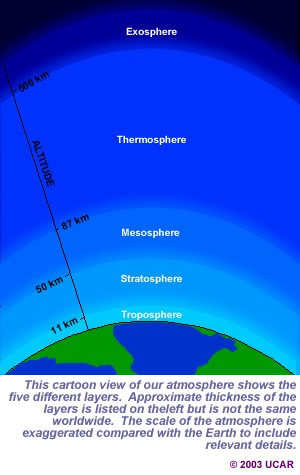 Exosphere
500 km
Thermosphere
ALTITUDE
87 km
Mesosphere
50 km
Stratosphere
11 km
Troposphere
This cartoon view of our atmosphere shows the
five different layers. Approximate thickness of the
layers is listed on theleft but is not the same
worldwide. The scale of the atmosphere is
exaggerated compared with the Earth to include
relevant details.
© 2003 UCAR